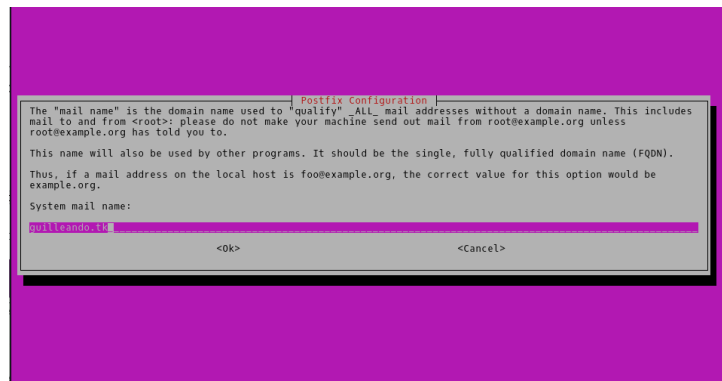 Postfix Configuration
The "mail name" is the domain name used to "qualify" _ALL_ mail addresses without a domain name. This includes
mail to and from <root>: please do not make your machine send out mail from root@example.org unless
root@example.org has told you to.
This name will also be used by other programs. It should be the single, fully qualified domain name (FQDN).
Thus, if a mail address on the local host is foo@example.org, the correct value for this option would be
example.org.
System mail name:
guilleando.tk
<Ok> <Cancel>